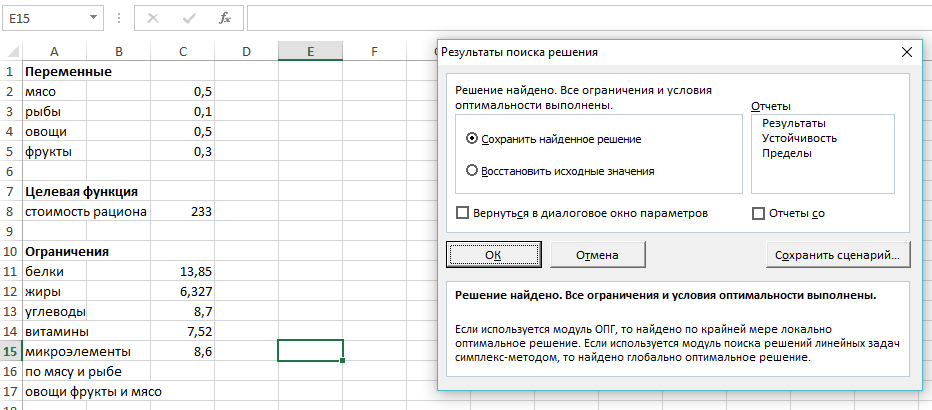 E15 fx
A B C D E F
1 Переменные
2 мясо 0,5
3 рыбы 0,1
4 овощи 0,5
5 фрукты 0,3
6
7 Целевая функция
8 стоимость рациона 233
9
10 Ограничения
11 белки 13,85
12 жиры 6,327
13 углеводы 8,7
14 витамины 7,52
15 микроэлементы 8,6
16 по мясу и рыбе
17 овощи фрукты и мясо
Результаты поиска решения
Решение найдено. Все ограничения и условия
оптимальности выполнены.
Сохранить найденное решение
Восстановить исходные значения
Отчеты
Результаты
Устойчивость
Пределы
Вернуться в диалоговое окно параметров
Отчеты со
ОК
Отмена
Сохранить сценарий...
Решение найдено. Все ограничения и условия оптимальности выполнены.
Если используется модуль ОПГ, то найдено по крайней мере локально
оптимальное решение. Если используется модуль поиска решений линейных задач
симплекс-методом, то найдено глобально оптимальное решение.